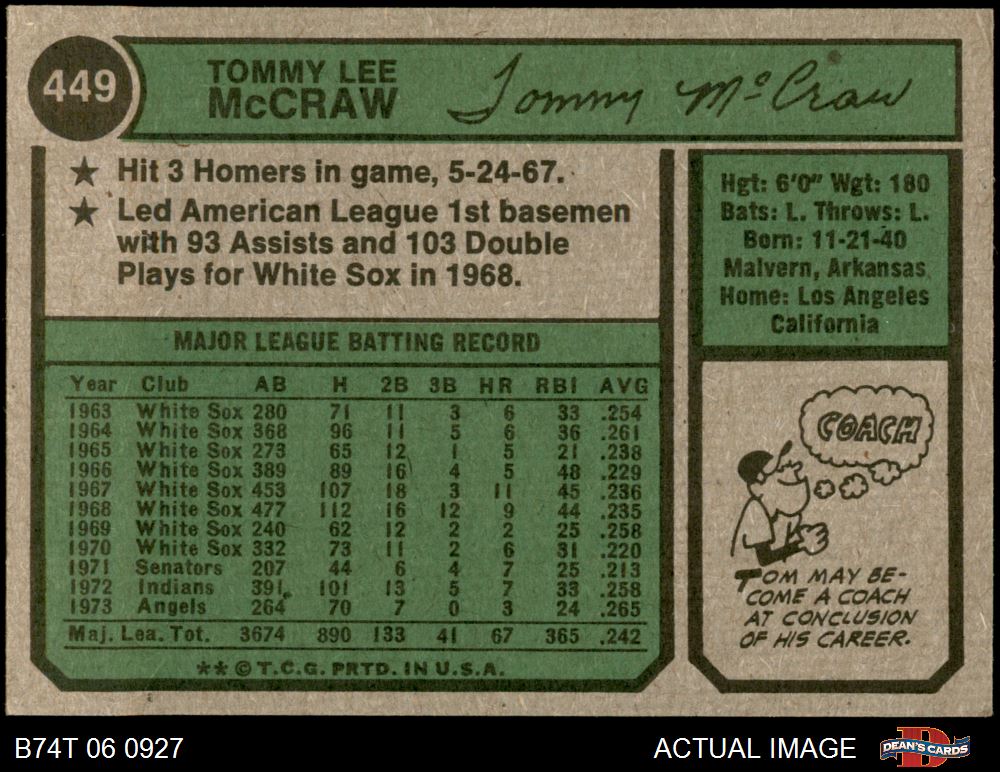 449
TOMMY LEE
McCRAW
Tommy McCraw
★ Hit 3 Homers in game, 5-24-67.
★ Led American League 1st basemen
with 93 Assists and 103 Double
Plays for White Sox in 1968.
Hgt: 6'0" Wgt: 180
Bats: L. Throws: L.
Born: 11-21-40
Malvern, Arkansas
Home: Los Angeles
California
MAJOR LEAGUE BATTING RECORD
Year Club AB H 2B 3B HR RBI AVG
1963 White Sox 280 71 11 3 6 33 .254
1964 White Sox 368 96 11 5 6 36 .261
1965 White Sox 273 65 12 1 5 21 .238
1966 White Sox 389 89 16 4 5 48 .229
1967 White Sox 453 107 18 3 11 45 .236
1968 White Sox 477 112 16 12 9 44 .235
1969 White Sox 240 62 12 2 2 25 .258
1970 White Sox 332 73 11 2 6 31 .220
1971 Senators 207 44 6 4 7 25 .213
1972 Indians 391 101 13 5 7 33 .258
1973 Angels 264 70 7 0 3 24 .265
Maj. Lea. Tot. 3674 890 133 41 67 365 .242
** © T.C.G. PRTD. IN U.S.A.
COACH
TOM MAY BE-
COME A COACH
AT CONCLUSION
OF HIS CAREER.
B74T 06 0927
ACTUAL IMAGE
DEAN'S CARDS